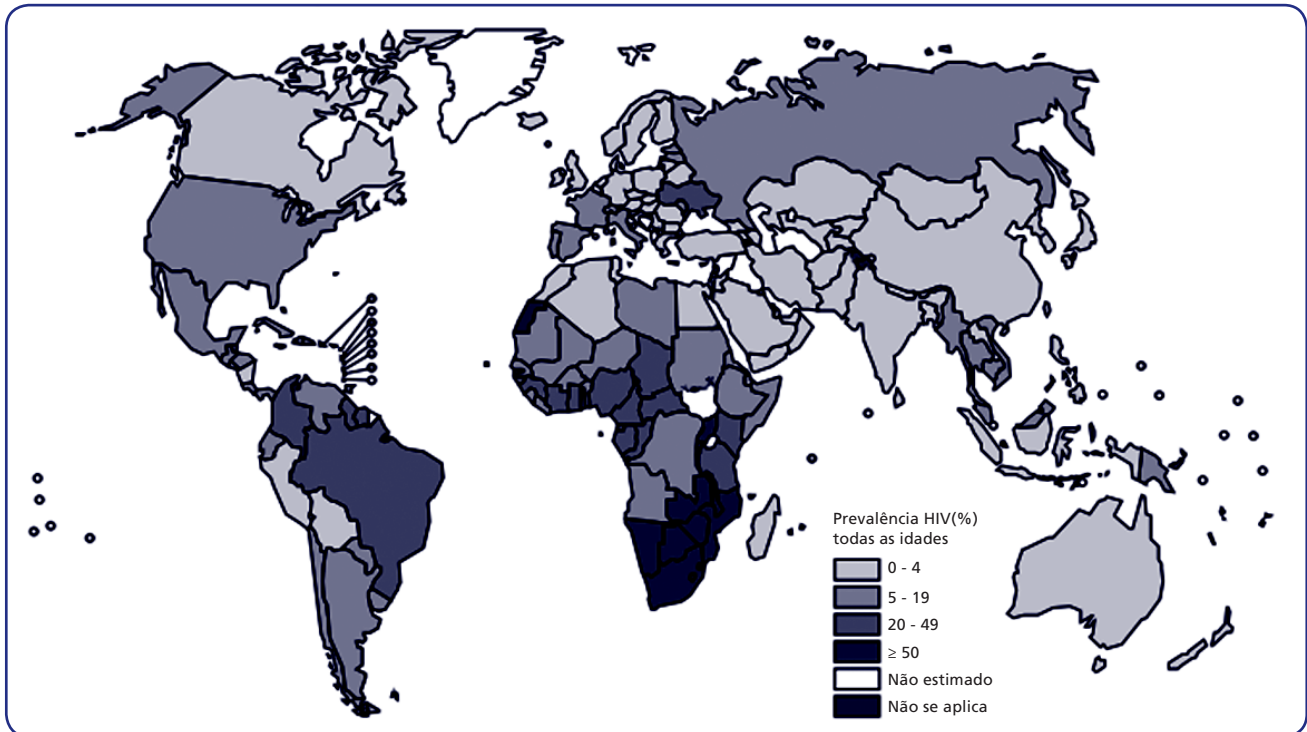 Prevalência HIV(%)
todas as idades
0 - 4
5 - 19
20 - 49
≥ 50
Não estimado
Não se aplica